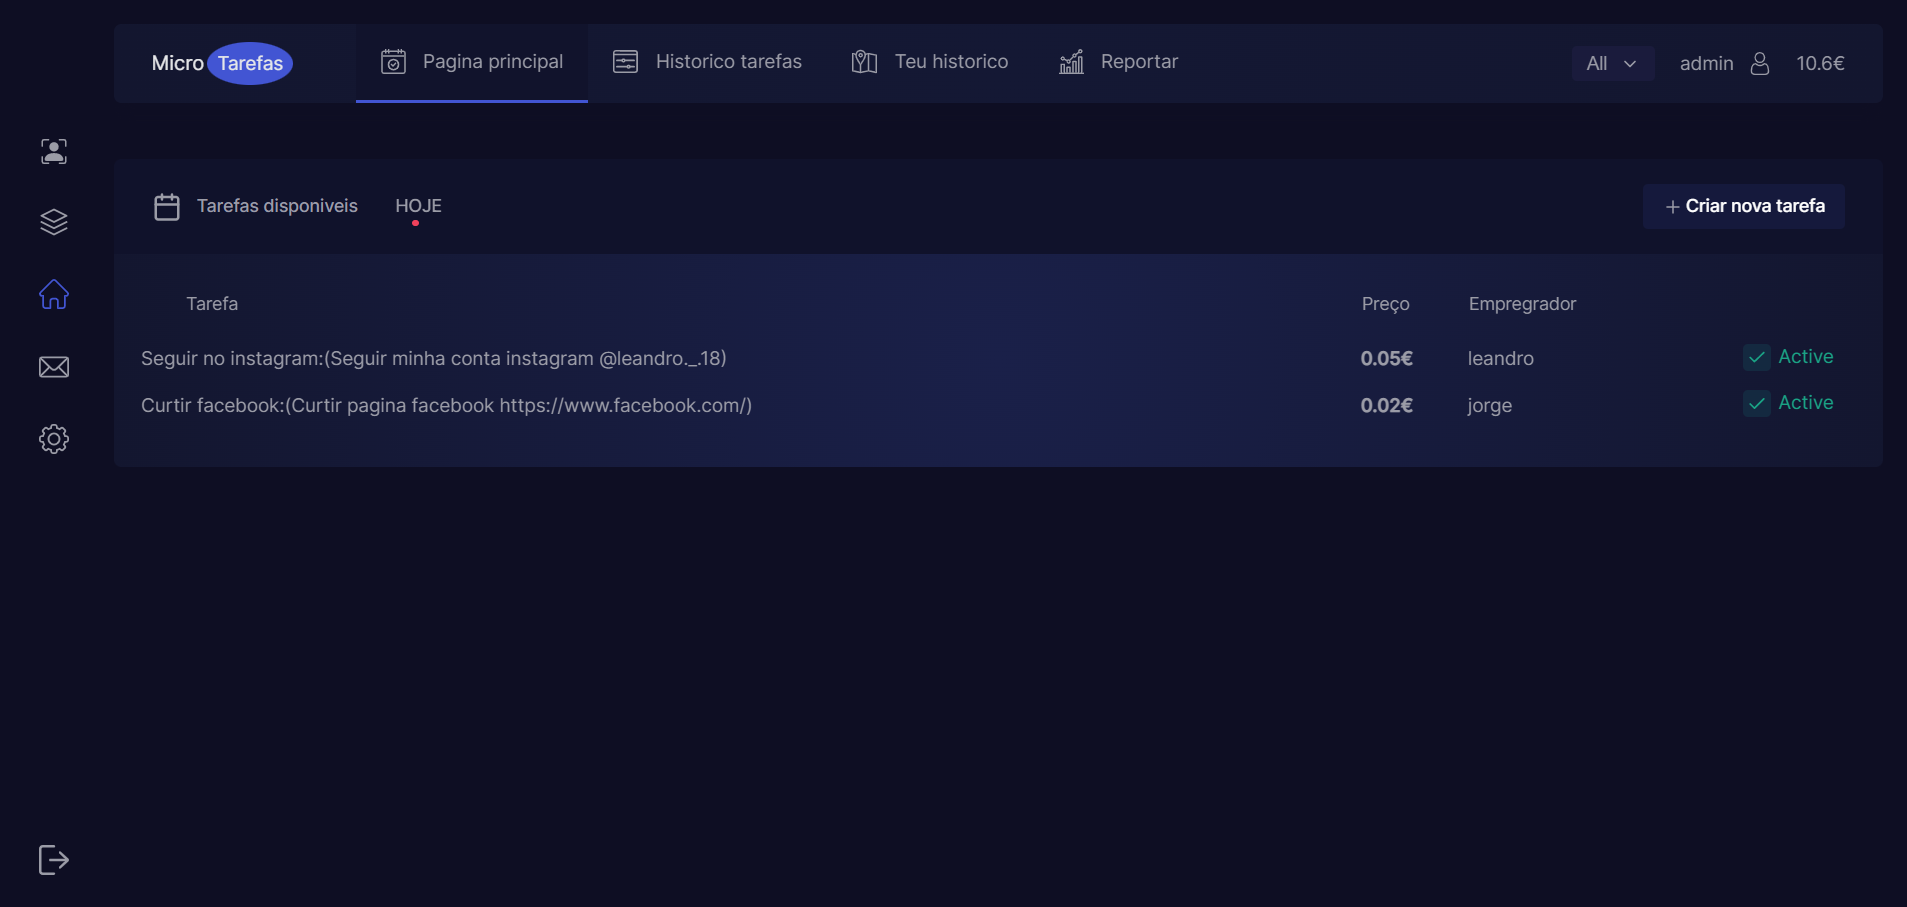 Micro Tarefas Pagina principal Historico tarefas Teu historico Reportar All admin 10.6€
Tarefas disponiveis HOJE + Criar nova tarefa
Tarefa Preço Empregrador
Seguir no instagram:(Seguir minha conta instagram @leandro._.18) 0.05€ leandro Active
Curtir facebook:(Curtir pagina facebook https://www.facebook.com/) 0.02€ jorge Active